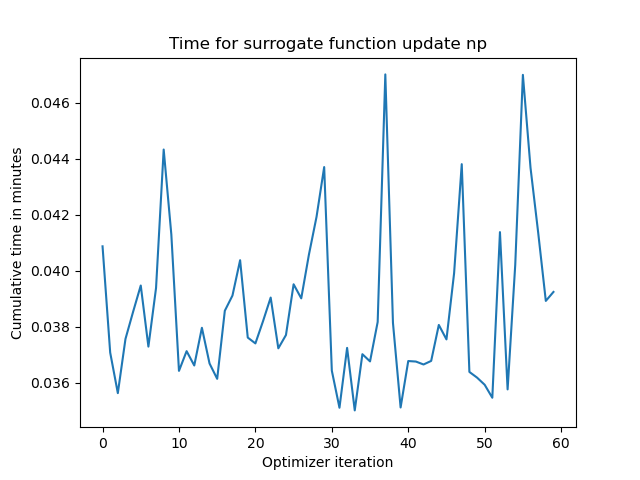 Time for surrogate function update np
Cumulative time in minutes
0.046
0.044
0.042
0.040
0.038
0.036
0 10 20 30 40 50 60
Optimizer iteration